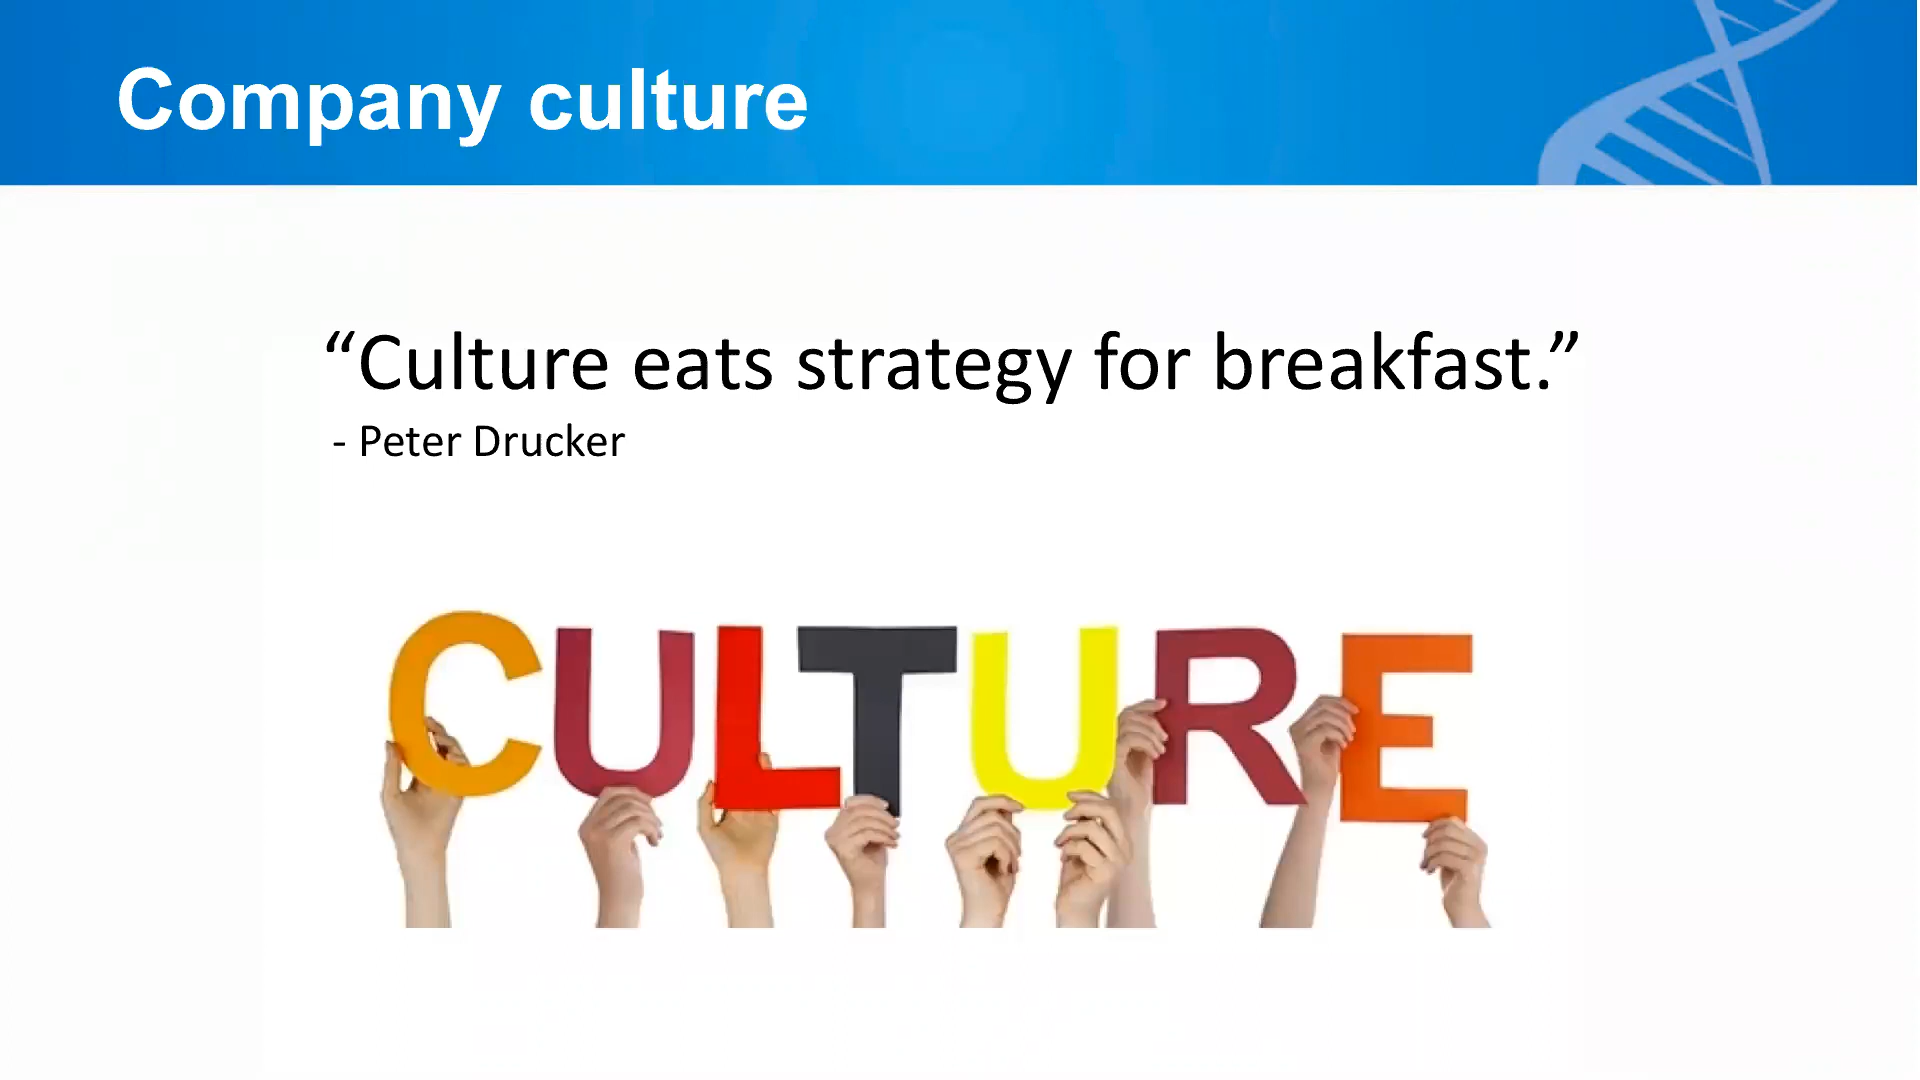 Company culture
“Culture eats strategy for breakfast.”
- Peter Drucker
CULTURE